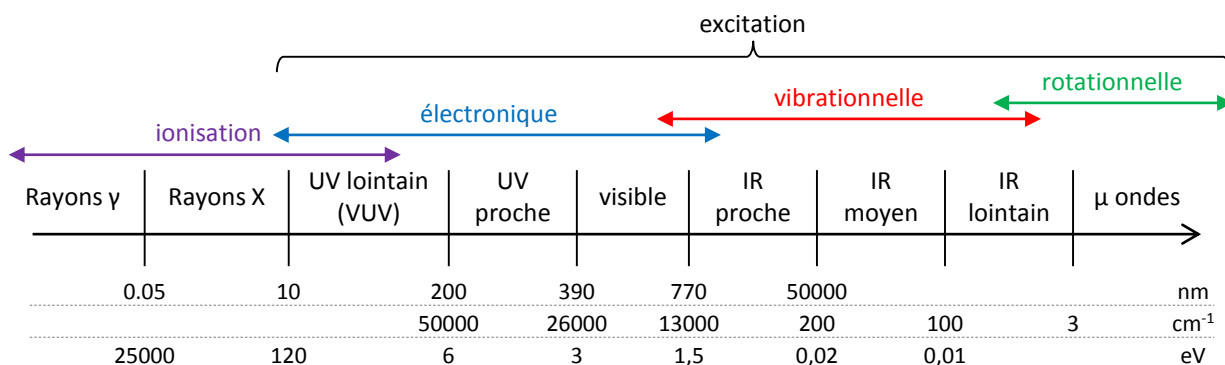 excitation
rotationnelle
vibrationnelle
électronique
ionisation
Rayons γ Rayons X UV lointain (VUV) UV proche visible IR proche IR moyen IR lointain µ ondes
0.05 10 200 390 770 50000 nm
50000 26000 13000 200 100 3 cm⁻¹
25000 120 6 3 1,5 0,02 0,01 eV